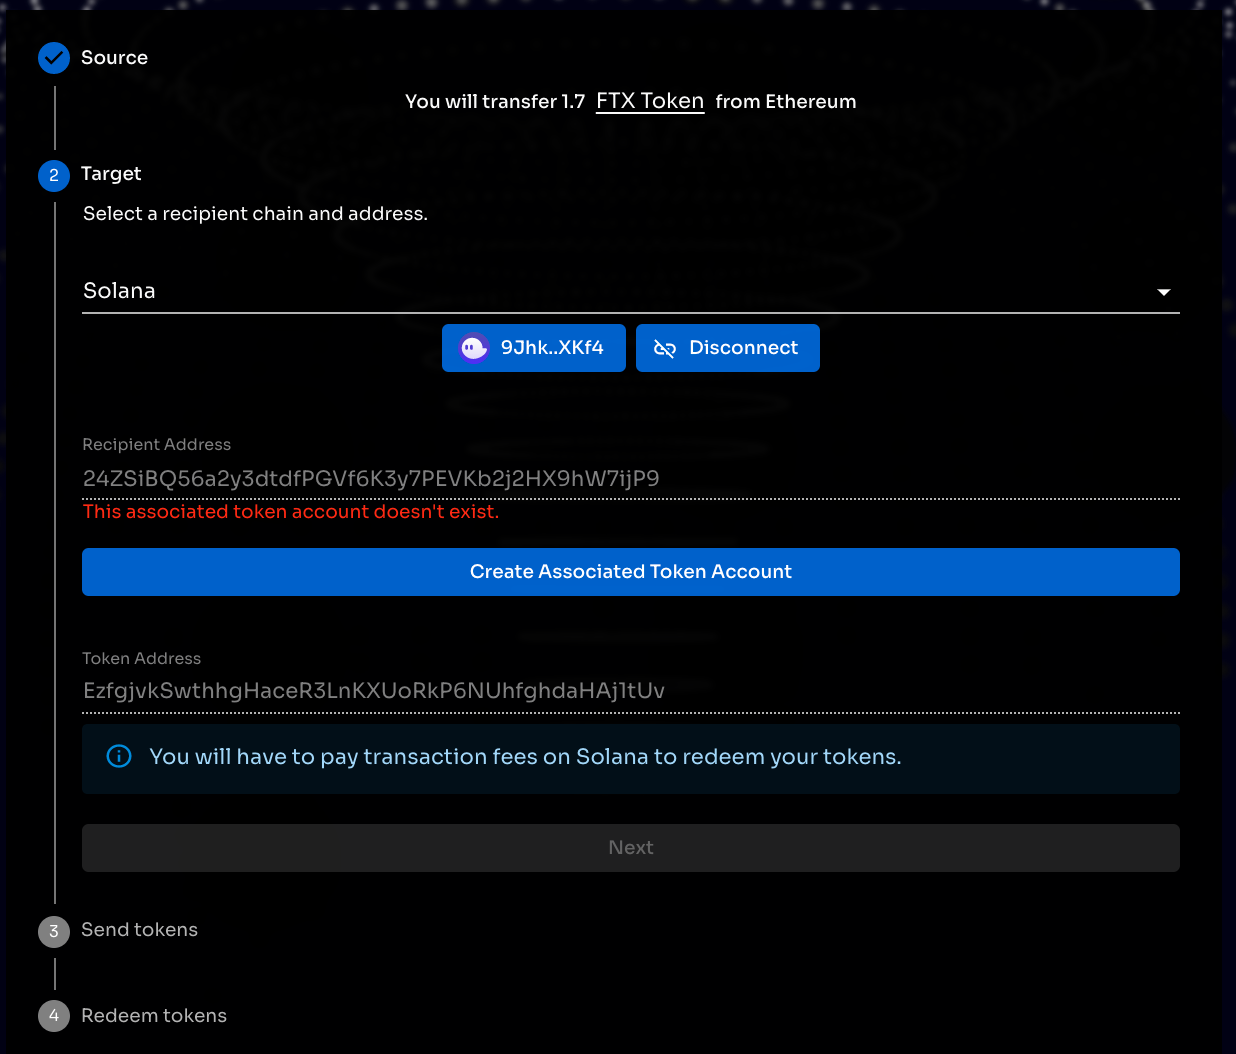 Source
You will transfer 1.7 FTX Token from Ethereum
2 Target
Select a recipient chain and address.
Solana
9Jhk..XKf4 Disconnect
Recipient Address
24ZSiBQ56a2y3dtdfPGVf6K3y7PEVKb2j2HX9hW7ijP9
This associated token account doesn't exist.
Create Associated Token Account
Token Address
EzfgjvkSwthhgHaceR3LnKXUoRkP6NUhfghdaHAj1tUv
You will have to pay transaction fees on Solana to redeem your tokens.
Next
3 Send tokens
4 Redeem tokens